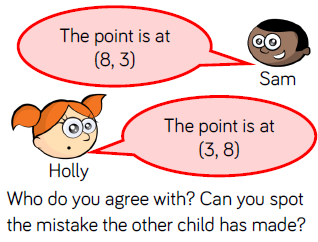 The point is at
(8, 3)
Sam
The point is at
(3, 8)
Holly
Who do you agree with? Can you spot
the mistake the other child has made?